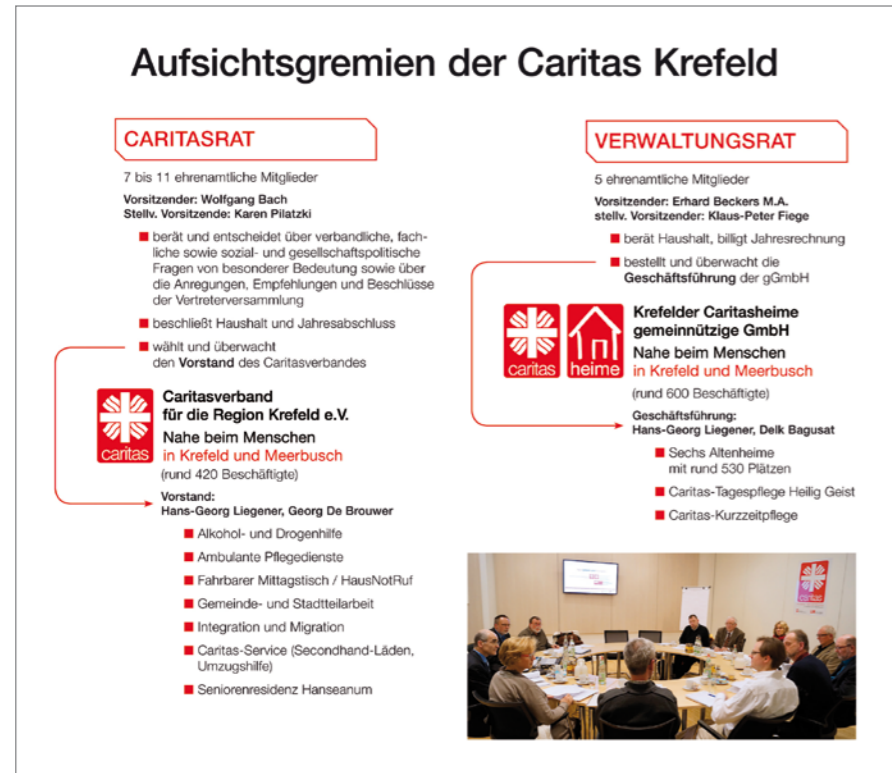 Aufsichtsgremien der Caritas Krefeld
CARITASRAT
7 bis 11 ehrenamtliche Mitglieder
Vorsitzender: Wolfgang Bach
Stellv. Vorsitzende: Karen Pilatzki
berät und entscheidet über verbandliche, fach-
liche sowie sozial- und gesellschaftspolitische
Fragen von besonderer Bedeutung sowie über
die Anregungen, Empfehlungen und Beschlüsse
der Vertreterversammlung
beschließt Haushalt und Jahresabschluss
wählt und überwacht
den Vorstand des Caritasverbandes
caritas
Caritasverband
für die Region Krefeld e.V.
Nahe beim Menschen
in Krefeld und Meerbusch
(rund 420 Beschäftigte)
Vorstand:
Hans-Georg Liegener, Georg De Brouwer
Alkohol- und Drogenhilfe
Ambulante Pflegedienste
Fahrbarer Mittagstisch / HausNotRuf
Gemeinde- und Stadtteilarbeit
Integration und Migration
Caritas-Service (Secondhand-Läden,
Umzugshilfe)
Seniorenresidenz Hanseanum
VERWALTUNGSRAT
5 ehrenamtliche Mitglieder
Vorsitzender: Erhard Beckers M.A.
stellv. Vorsitzender: Klaus-Peter Fiege
berät Haushalt, billigt Jahresrechnung
bestellt und überwacht die
Geschäftsführung der gGmbH
caritas heime
Krefelder Caritasheime
gemeinnützige GmbH
Nahe beim Menschen
in Krefeld und Meerbusch
(rund 600 Beschäftigte)
Geschäftsführung:
Hans-Georg Liegener, Delk Bagusat
Sechs Altenheime
mit rund 530 Plätzen
Caritas-Tagespflege Heilig Geist
Caritas-Kurzzeitpflege
caritas